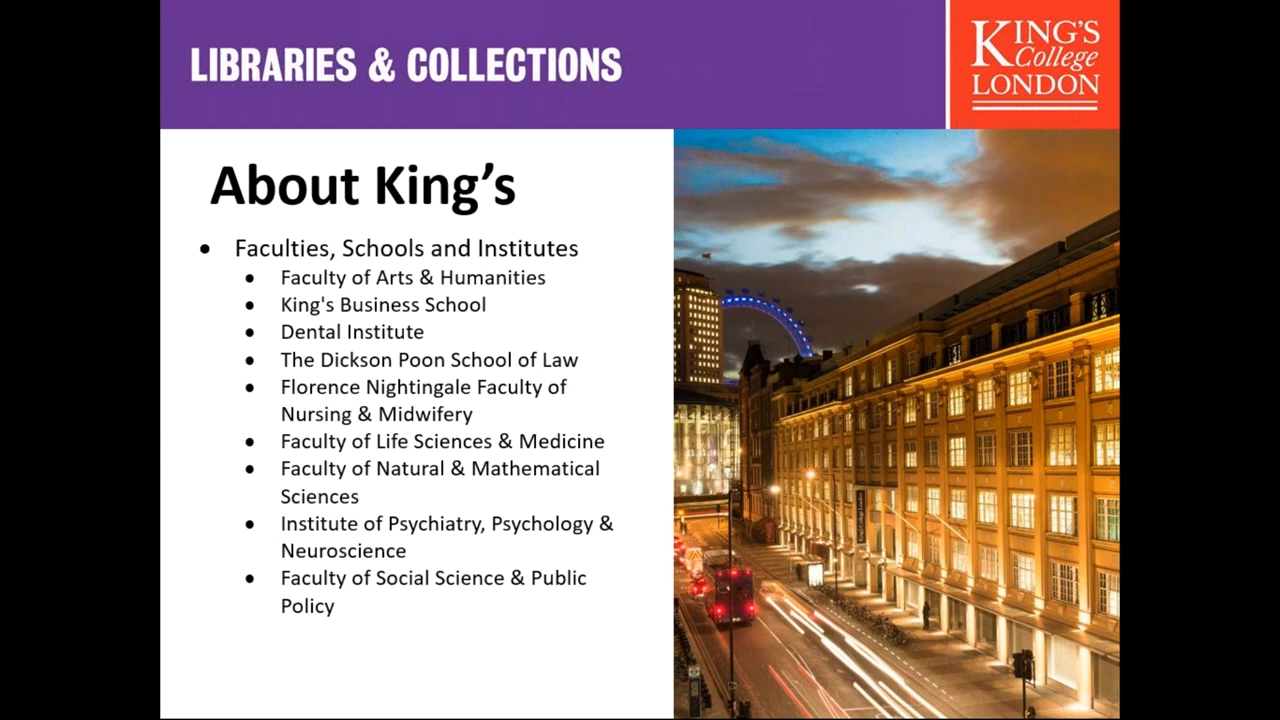 LIBRARIES & COLLECTIONS
KING'S
College
LONDON
About King’s
• Faculties, Schools and Institutes
• Faculty of Arts & Humanities
• King's Business School
• Dental Institute
• The Dickson Poon School of Law
• Florence Nightingale Faculty of
Nursing & Midwifery
• Faculty of Life Sciences & Medicine
• Faculty of Natural & Mathematical
Sciences
• Institute of Psychiatry, Psychology &
Neuroscience
• Faculty of Social Science & Public
Policy